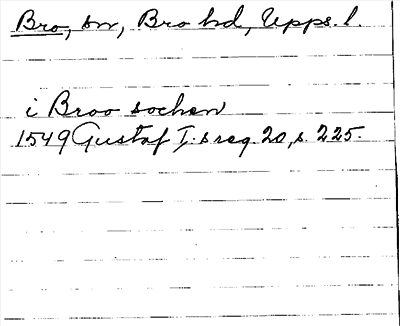 Bro, sn, Bro hd, Upps. l.
i Broo sochen
1549 Gustaf I:s reg. 20, s. 225.